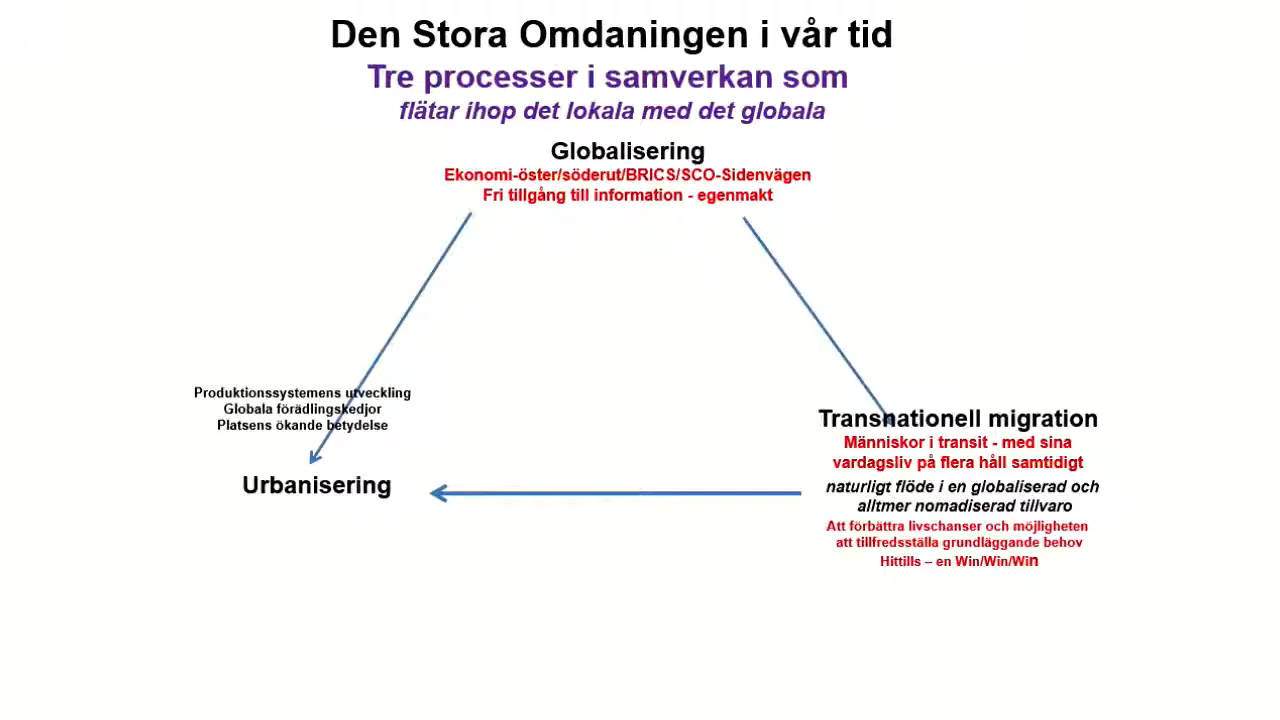 Den Stora Omdaningen i vår tid
Tre processer i samverkan som
flätar ihop det lokala med det globala
Globalisering
Ekonomi-öster/söderut/BRICS/SCO-Sidenvägen
Fri tillgång till information - egenmakt
Produktionssystemens utveckling
Globala förädlingskedjor
Platsens ökande betydelse
Urbanisering
Transnationell migration
Människor i transit - med sina
vardagsliv på flera håll samtidigt
naturligt flöde i en globaliserad och
alltmer nomadiserad tillvaro
Att förbättra livschanser och möjligheten
att tillfredsställa grundläggande behov
Hittills – en Win/Win/Win